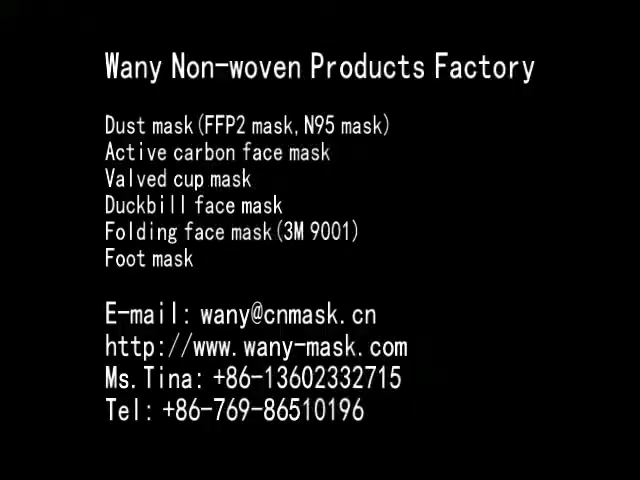 Wany Non-woven Products Factory
Dust mask(FFP2 mask,N95 mask)
Active carbon face mask
Valved cup mask
Duckbill face mask
Folding face mask(3M 9001)
Foot mask
E-mail: wany@cnmask.cn
http://www.wany-mask.com
Ms.Tina: +86-13602332715
Tel: +86-769-86510196